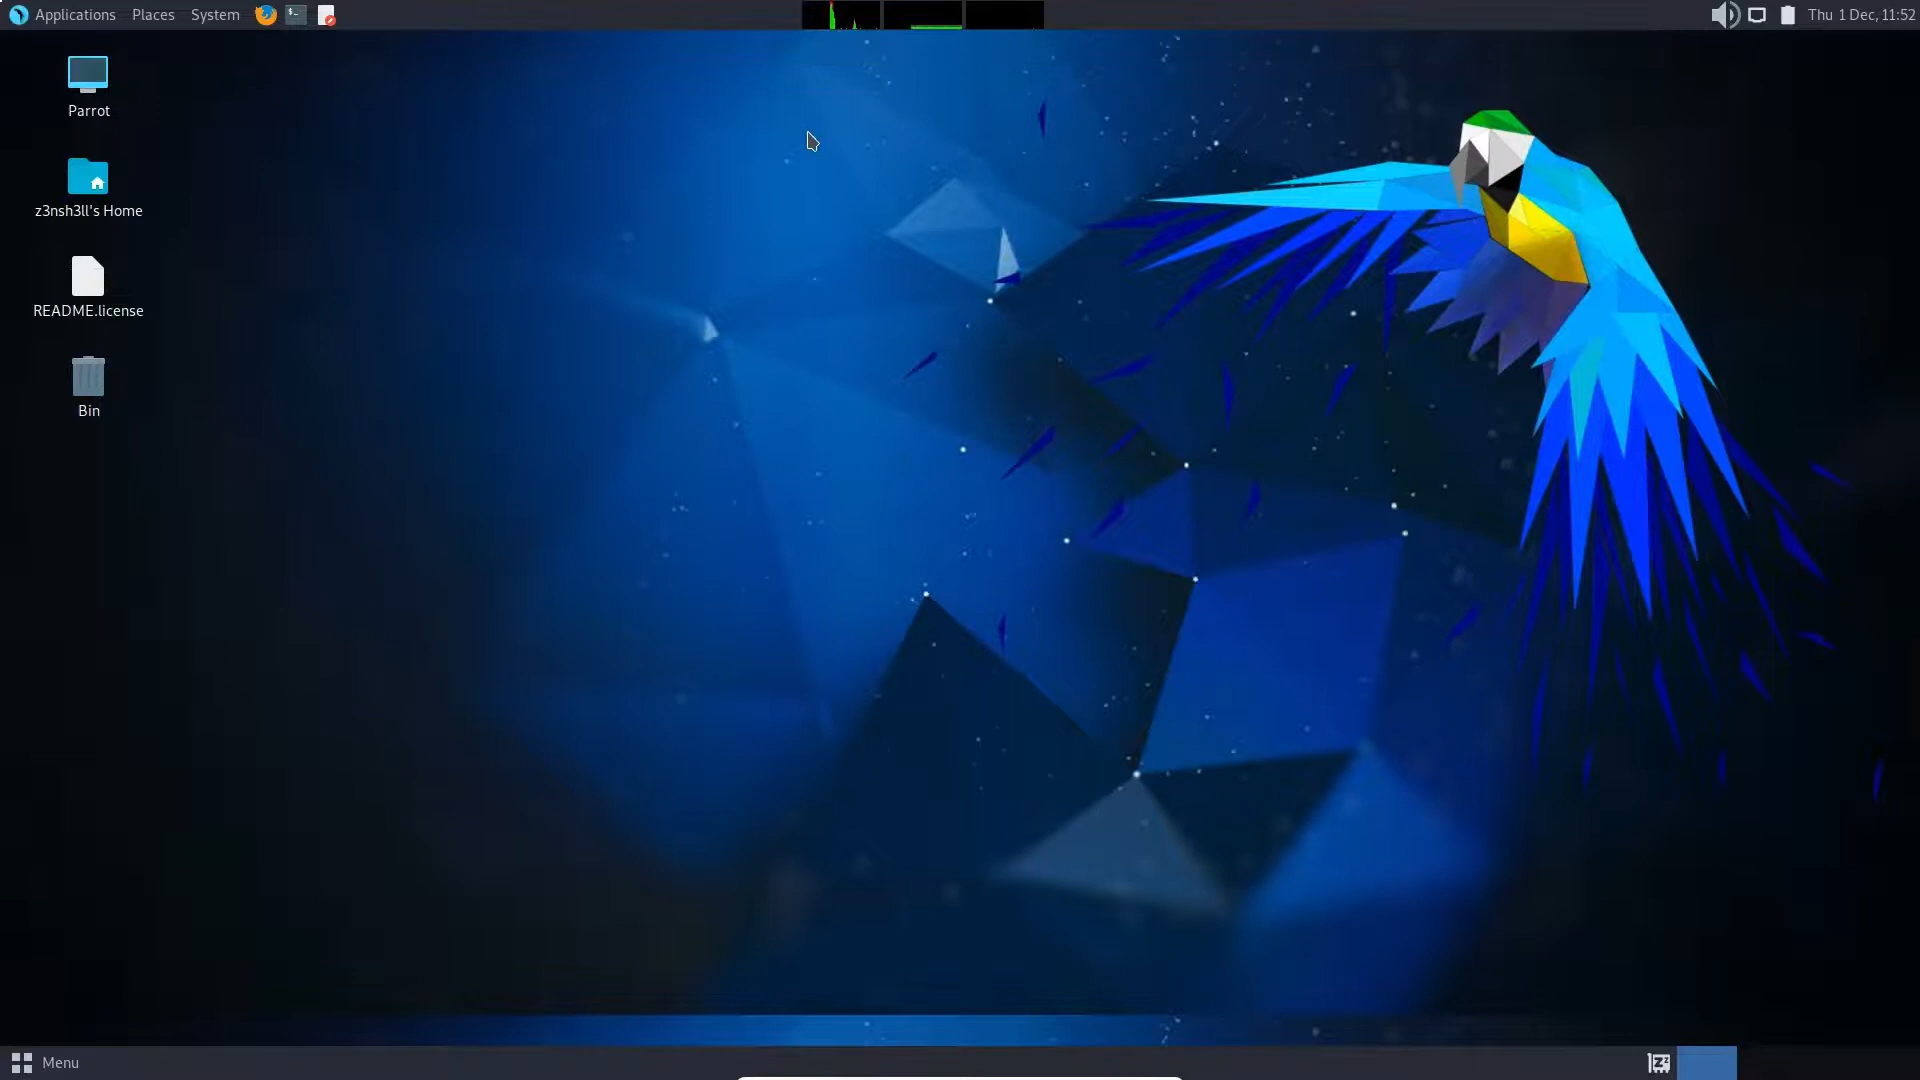 Applications Places System
Thu 1 Dec, 11:52
Parrot
z3nsh3ll's Home
README.license
Bin
Menu